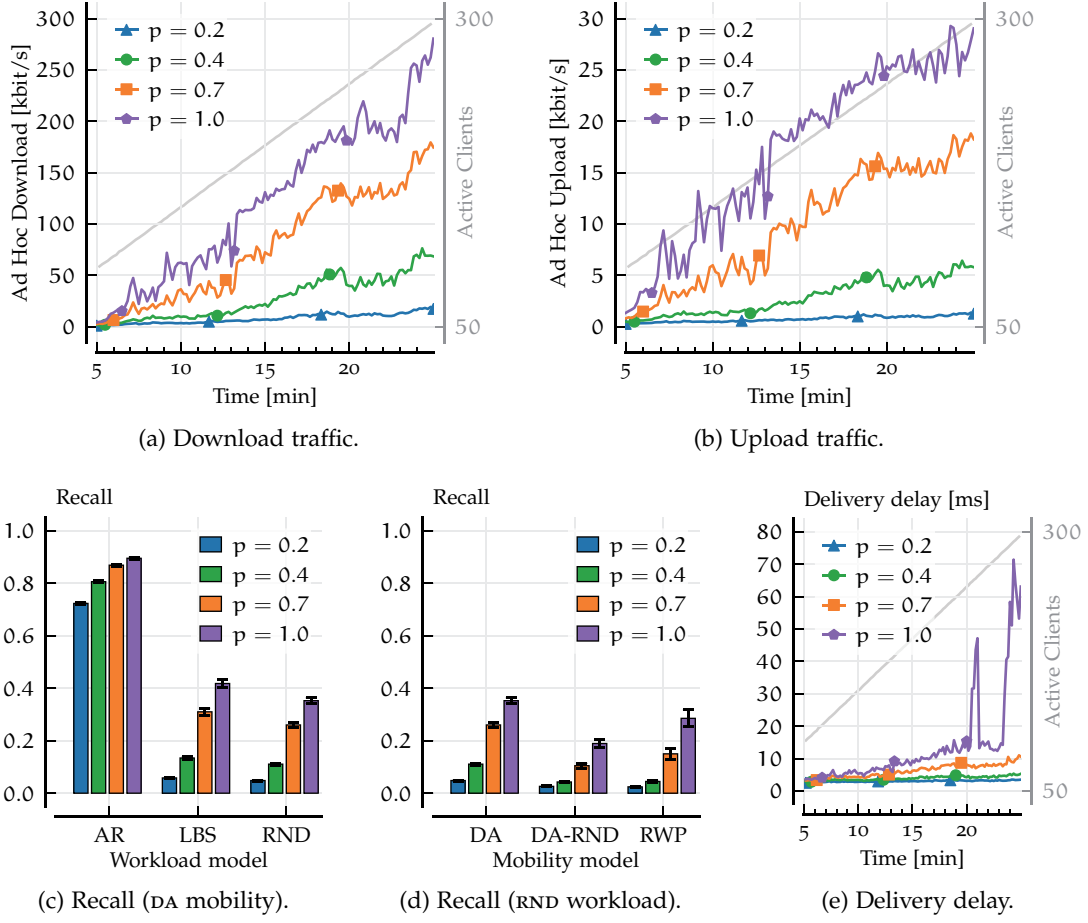 p = 0.2
p = 0.4
p = 0.7
p = 1.0
Ad Hoc Download [kbit/s]
300
250
200
150
100
50
0
5 10 15 20
Time [min]
300
50
Active Clients
(a) Download traffic.
p = 0.2
p = 0.4
p = 0.7
p = 1.0
Ad Hoc Upload [kbit/s]
30
25
20
15
10
5
0
5 10 15 20
Time [min]
300
50
Active Clients
(b) Upload traffic.
Recall
1.0
0.8
0.6
0.4
0.2
0.0
p = 0.2
p = 0.4
p = 0.7
p = 1.0
AR LBS RND
Workload model
(c) Recall (DA mobility).
Recall
1.0
0.8
0.6
0.4
0.2
0.0
p = 0.2
p = 0.4
p = 0.7
p = 1.0
DA DA-RND RWP
Mobility model
(d) Recall (RND workload).
Delivery delay [ms]
80
70
60
50
40
30
20
10
0
p = 0.2
p = 0.4
p = 0.7
p = 1.0
5 10 15 20
Time [min]
300
50
Active Clients
(e) Delivery delay.